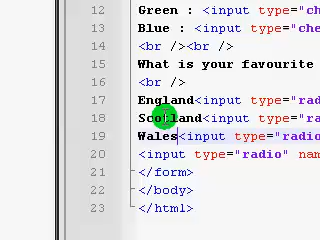 12 Green : <input type="che
13 Blue : <input type="che
14 <br /><br />
15 What is your favourite
16 <br />
17 England<input type="rad
18 Scotland<input type="rad
19 Wales<input type="radio
20 <input type="radio" nam
21 </form>
22 </body>
23 </html>